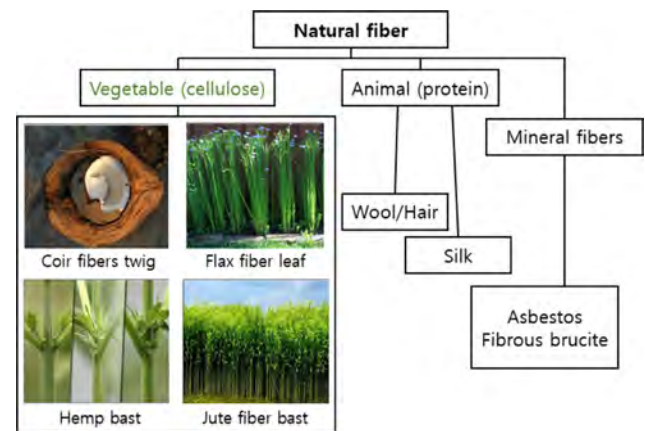 Natural fiber
Vegetable (cellulose)
Animal (protein)
Mineral fibers
Wool/Hair
Silk
Asbestos
Fibrous brucite
Coir fibers twig
Flax fiber leaf
Hemp bast
Jute fiber bast